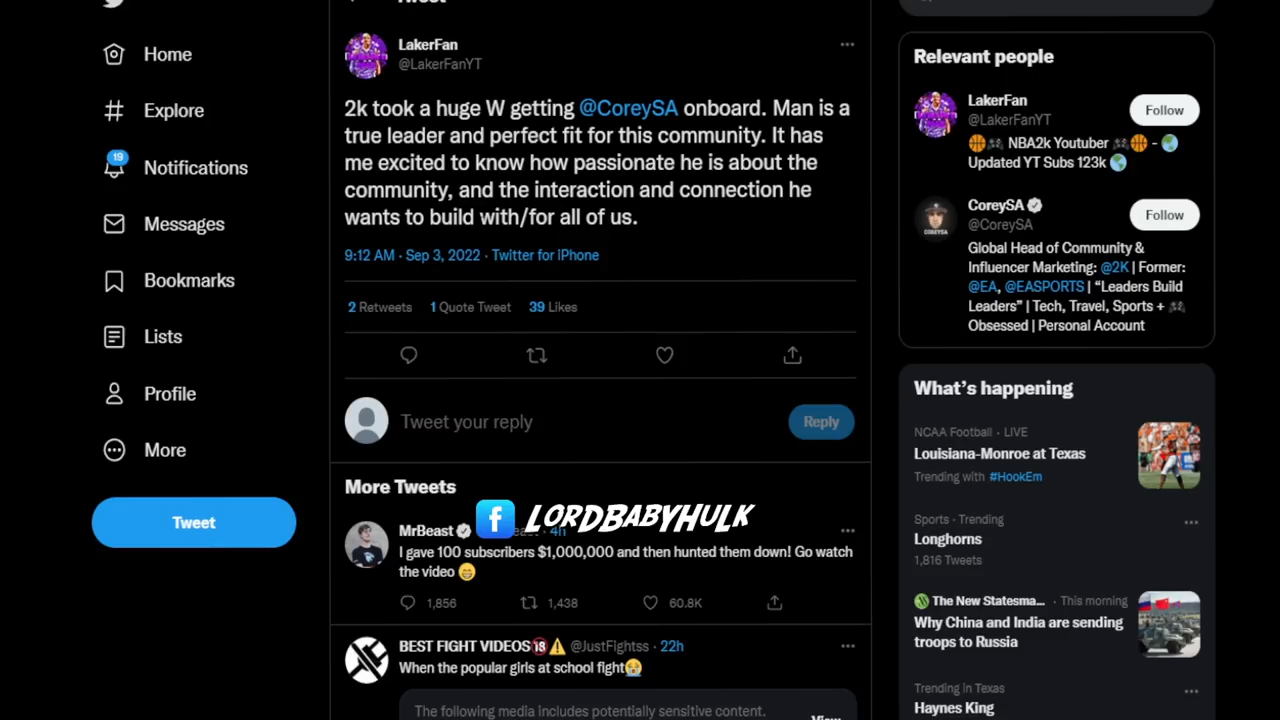 Tweet
Home
Explore
19
Notifications
Messages
Bookmarks
Lists
Profile
More
Tweet
LakerFan
@LakerFanYT
2k took a huge W getting @CoreySA onboard. Man is a
true leader and perfect fit for this community. It has
me excited to know how passionate he is about the
community, and the interaction and connection he
wants to build with/for all of us.
9:12 AM · Sep 3, 2022 · Twitter for iPhone
2 Retweets 1 Quote Tweet 39 Likes
Tweet your reply
Reply
More Tweets
LORDBABYHULK
MrBeast · 4h
I gave 100 subscribers $1,000,000 and then hunted them down! Go watch
the video 😁
1,856 1,438 60.8K
BEST FIGHT VIDEOS🔞⚠️ @JustFightss · 22h
When the popular girls at school fight😭
The following media includes potentially sensitive content.
View
Relevant people
LakerFan
@LakerFanYT
Follow
🏀🎮 NBA2k Youtuber 🎮🏀 - 🌎
Updated YT Subs 123k 🌎
CoreySA
@CoreySA
Follow
COREYSA
Global Head of Community &
Influencer Marketing: @2K | Former:
@EA, @EASPORTS | “Leaders Build
Leaders” | Tech, Travel, Sports + 🎮
Obsessed | Personal Account
What’s happening
NCAA Football · LIVE
Louisiana-Monroe at Texas
Trending with #HookEm
Sports · Trending
Longhorns
1,816 Tweets
The New Statesma... · This morning
Why China and India are sending
troops to Russia
Trending in Texas
Haynes King